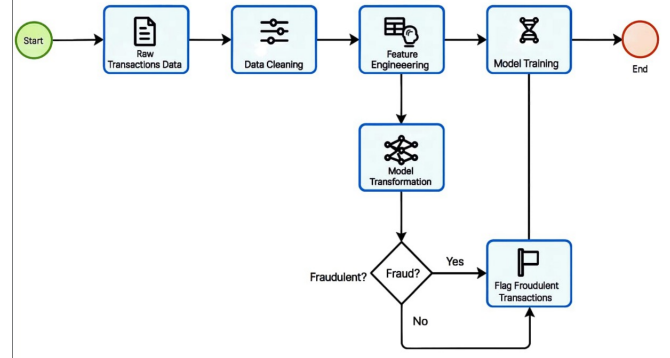 Start
Raw
Transactions Data
Data Cleaning
Feature
Engineeering
Model Training
End
Model
Transformation
Fraudulent?
Fraud?
Yes
Flag Froudulent
Transactions
No